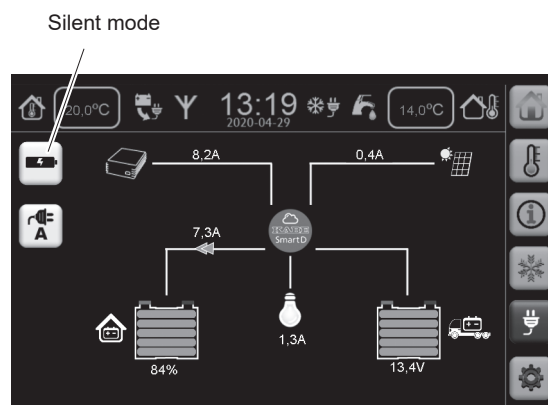 Silent mode
20,0°C
13:19
2020-04-29
14,0°C
8,2A
0,4A
A
7,3A
KABE
SmartD
1,3A
84%
13,4V